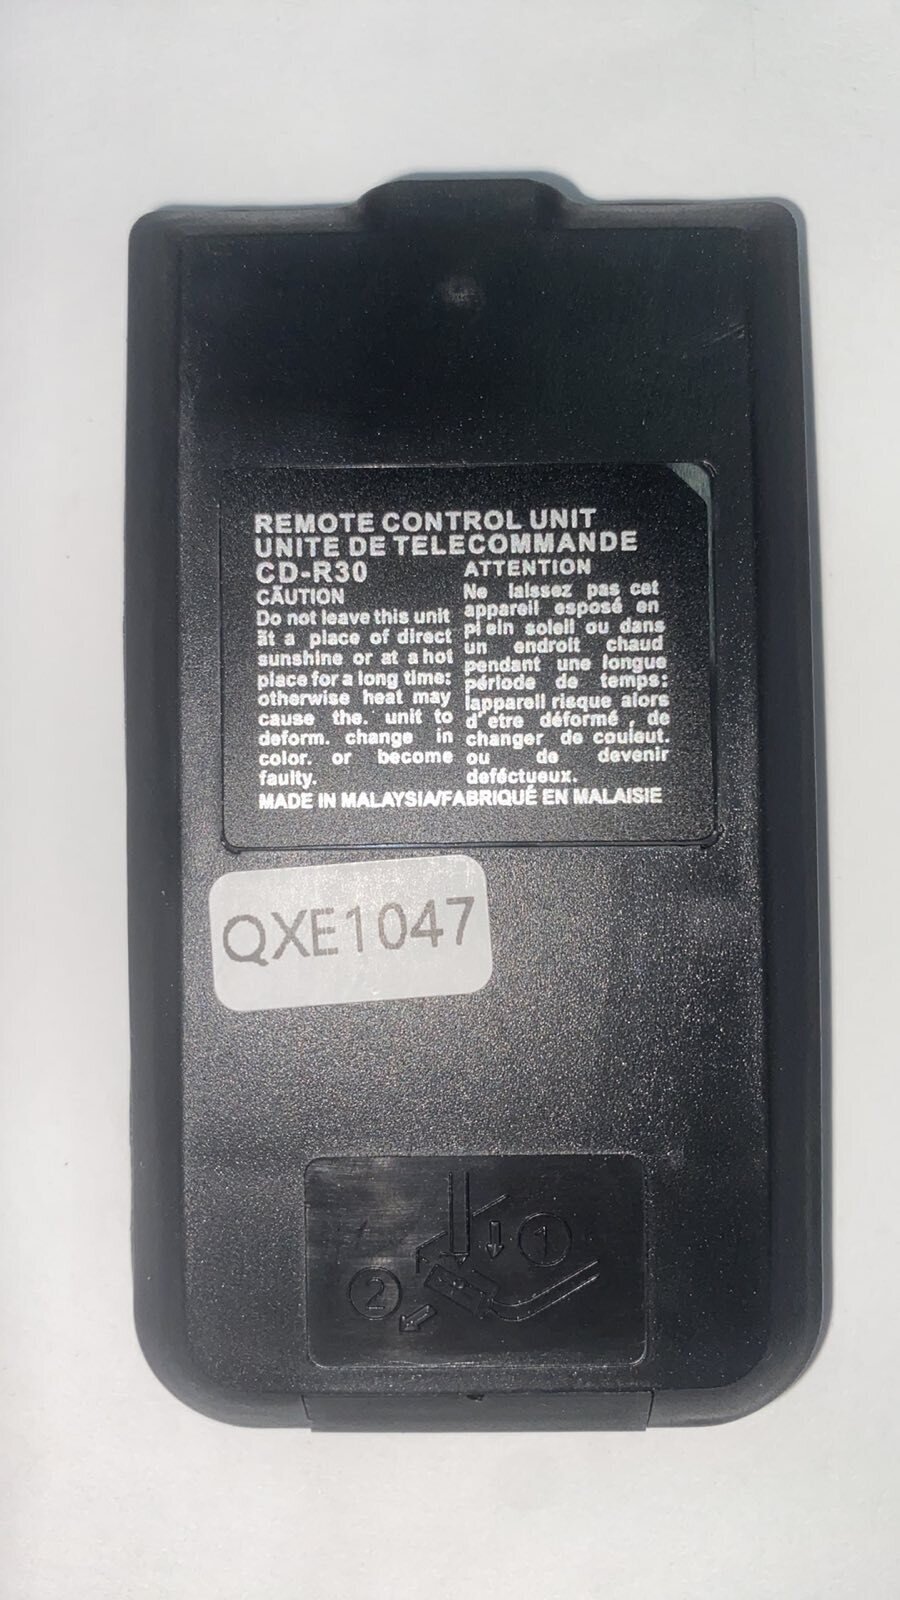 REMOTE CONTROL UNIT
UNITE DE TELECOMMANDE
CD-R30
CAUTION
Do not leave this unit
at a place of direct
sunshine or at a hot
place for a long time:
otherwise heat may
cause the. unit to
deform. change in
color. or become
faulty.
ATTENTION
Ne laissez pas cet
appareil esposé en
pl ein soleil ou dans
un endroit chaud
pendant une longue
période de temps:
lappareil risque alors
d'etre déformé , de
changer de couleut.
ou de devenir
deféctueux.
MADE IN MALAYSIA/FABRIQUÉ EN MALAISIE
QXE1047
1
2